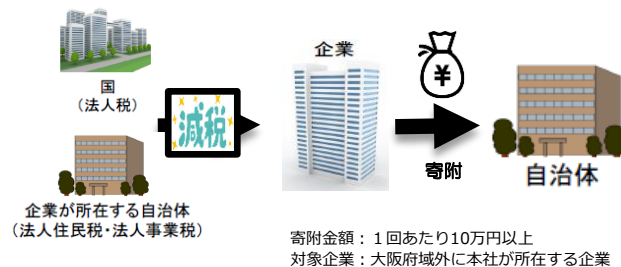 国
（法人税）
企業が所在する自治体
（法人住民税・法人事業税）
減税
企業
¥
寄附
自治体
寄附金額：１回あたり10万円以上
対象企業：大阪府域外に本社が所在する企業